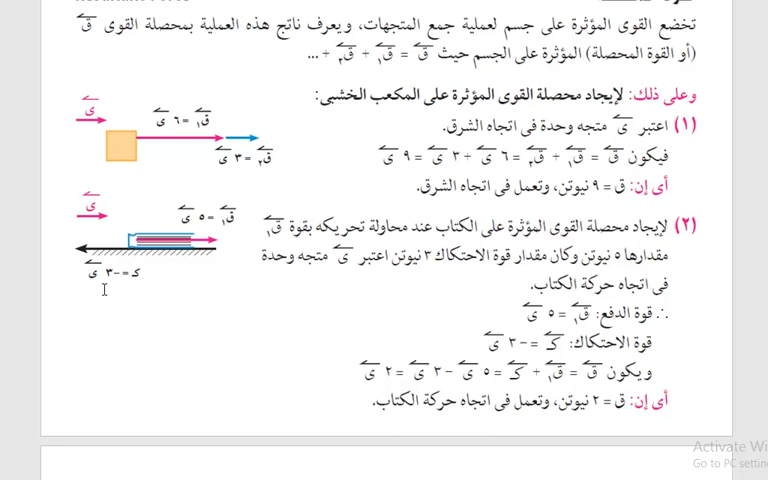 تخضع القوى المؤثرة على جسم لعملية جمع المتجهات، ويعرف ناتج هذه العملية بمحصلة القوى ق
(أو القوة المحصلة) المؤثرة على الجسم حيث ق = ق١ + ق٢ + ...
وعلى ذلك: لإيجاد محصلة القوى المؤثرة على المكعب الخشبى:
(١) اعتبر ى متجه وحدة فى اتجاه الشرق.
فيكون ق = ق١ + ق٢ = ٦ ى + ٣ ى = ٩ ى
أى إن: ق = ٩ نيوتن، وتعمل فى اتجاه الشرق.
ى
ق١ = ٦ ى
ق٢ = ٣ ى
(٢) لإيجاد محصلة القوى المؤثرة على الكتاب عند محاولة تحريكه بقوة ق١
مقدارها ٥ نيوتن وكان مقدار قوة الاحتكاك ٣ نيوتن اعتبر ى متجه وحدة
فى اتجاه حركة الكتاب.
∴ قوة الدفع: ق١ = ٥ ى
قوة الاحتكاك: ك = -٣ ى
ويكون ق = ق١ + ك = ٥ ى - ٣ ى = ٢ ى
أى إن: ق = ٢ نيوتن، وتعمل فى اتجاه حركة الكتاب.
ى
ق١ = ٥ ى
ك = -٣ ى
Activate Wi
Go to PC setting